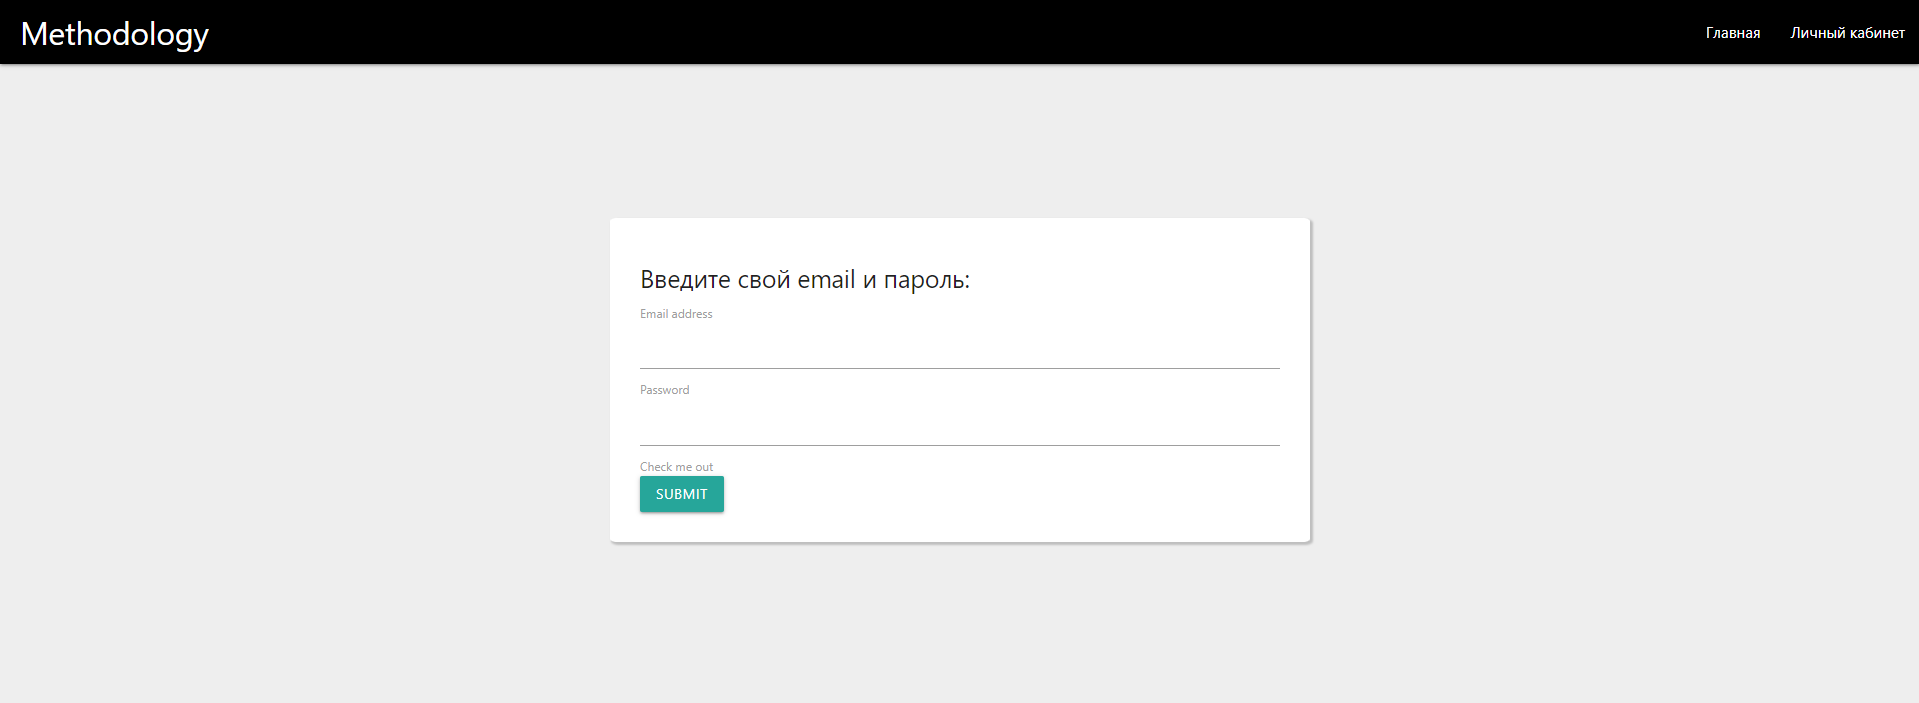 Methodology
Главная Личный кабинет
Введите свой email и пароль:
Email address
Password
Check me out
SUBMIT